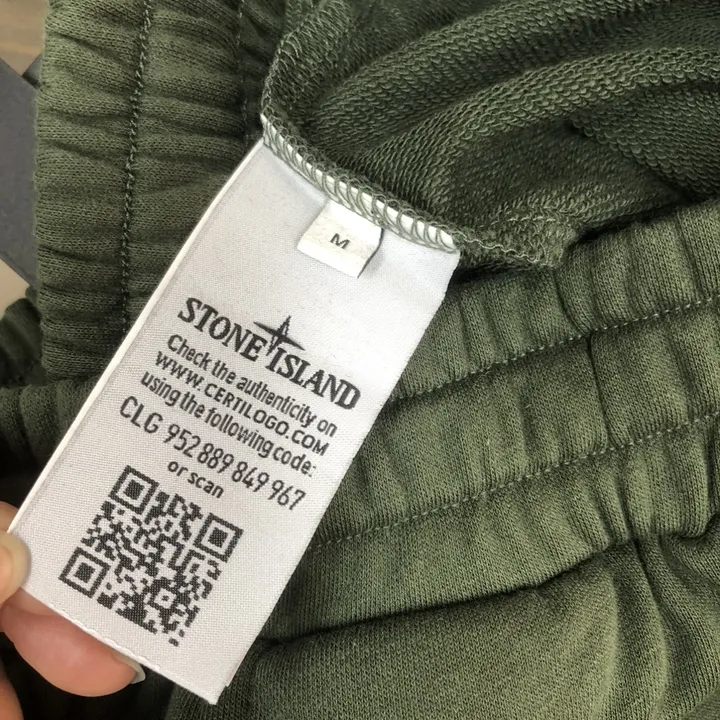 M
STONE ISLAND
Check the authenticity on
WWW.CERTILOGO.COM
using the following code:
CLG 952 889 849 967
or scan